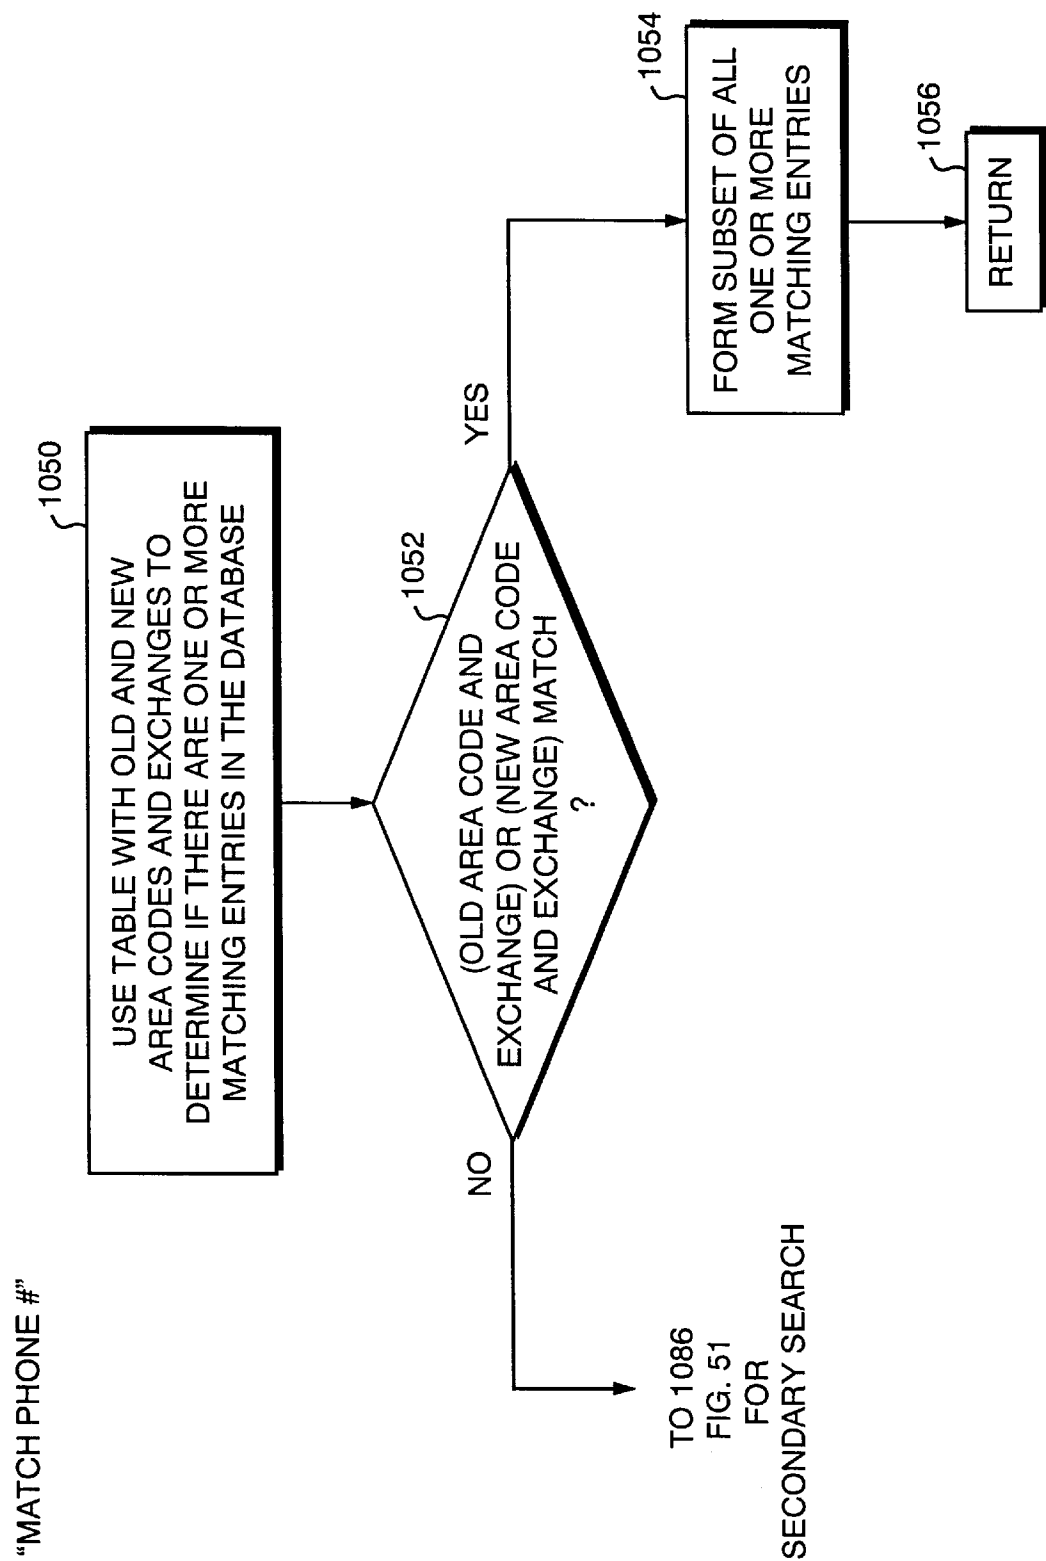 “MATCH PHONE #”
1050
USE TABLE WITH OLD AND NEW
AREA CODES AND EXCHANGES TO
DETERMINE IF THERE ARE ONE OR MORE
MATCHING ENTRIES IN THE DATABASE
1052
(OLD AREA CODE AND
EXCHANGE) OR (NEW AREA CODE
AND EXCHANGE) MATCH
?
NO
YES
TO 1086
FIG. 51
FOR
SECONDARY SEARCH
1054
FORM SUBSET OF ALL
ONE OR MORE
MATCHING ENTRIES
1056
RETURN